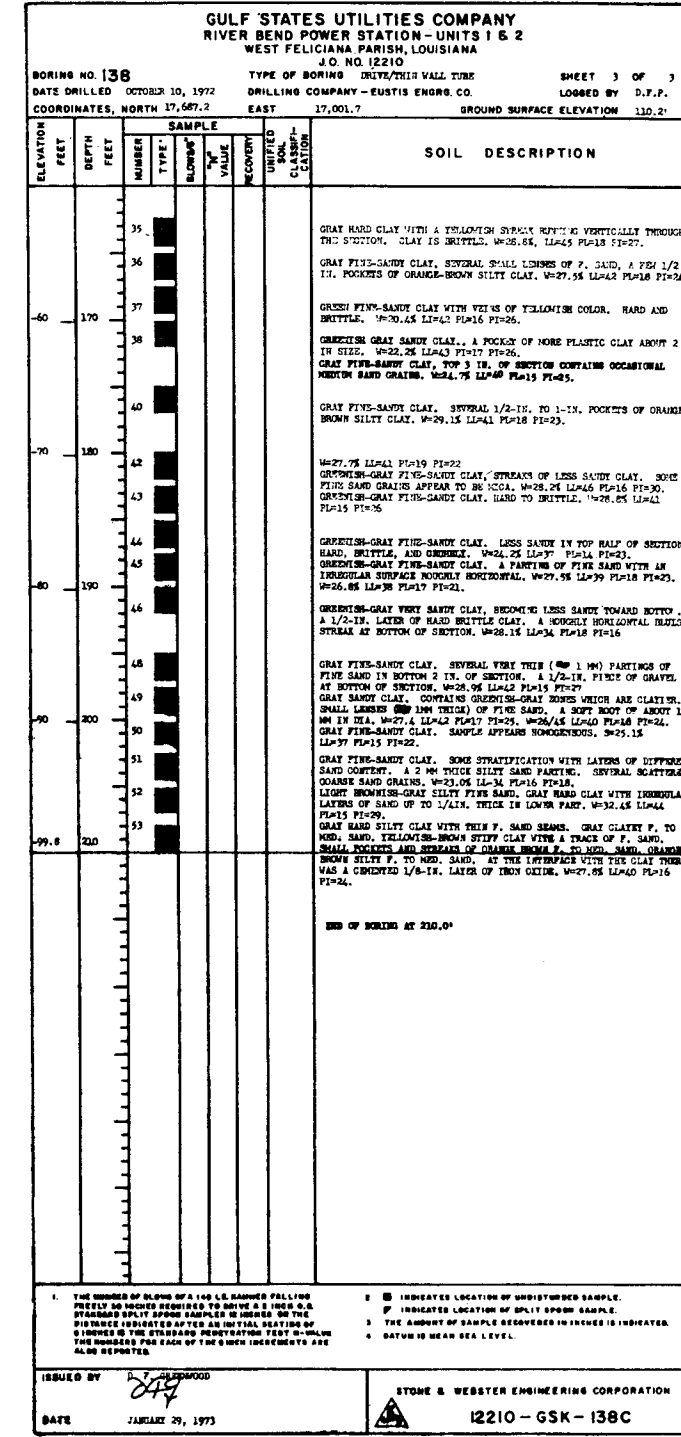 GULF STATES UTILITIES COMPANY
RIVER BEND POWER STATION - UNITS 1 & 2
WEST FELICIANA PARISH, LOUISIANA
J.O. NO. 12210
BORING NO. 138 TYPE OF BORING DRIVE/THIN WALL TUBE SHEET 3 OF 3
DATE DRILLED OCTOBER 10, 1972 DRILLING COMPANY - EUSTIS ENGRG. CO. LOGGED BY D.F.P.
COORDINATES, NORTH 17,687.2 EAST 17,001.7 GROUND SURFACE ELEVATION 110.2'
ELEVATION FEET
DEPTH FEET
SAMPLE
NUMBER
TYPE
BLOWS/6"
"N" VALUE
RECOVERY
UNIFIED SOIL CLASSIFI-CATION
SOIL DESCRIPTION
35
GRAY HARD CLAY WITH A YELLOWISH STREAK RUNNING VERTICALLY THROUGH
THE SECTION. CLAY IS BRITTLE. W=28.8%, LL=45 PL=18 PI=27.
36
GRAY FINE-SANDY CLAY, SEVERAL SMALL LENSES OF F. SAND, A FEW 1/2
IN. POCKETS OF ORANGE-BROWN SILTY CLAY. W=27.5% LL=42 PL=18 PI=24
37
-60 170
GREEN FINE-SANDY CLAY WITH VEINS OF YELLOWISH COLOR. HARD AND
BRITTLE. W=30.4% LL=42 PL=16 PI=26.
38
GREENISH GRAY SANDY CLAY., A POCKET OF MORE PLASTIC CLAY ABOUT 2
IN SIZE. W=22.2% LL=43 PI=17 PI=26.
GRAY FINE-SANDY CLAY, TOP 3 IN. OF SECTION CONTAINS OCCASIONAL
MEDIUM SAND GRAINS. W=24.7% LL=40 PL=15 PI=25.
40
GRAY FINE-SANDY CLAY. SEVERAL 1/2-IN. TO 1-IN. POCKETS OF ORANGE
BROWN SILTY CLAY. W=29.1% LL=41 PL=18 PI=23.
-70 180
42
W=27.7% LL=41 PL=19 PI=22
GREENISH-GRAY FINE-SANDY CLAY, STREAKS OF LESS SANDY CLAY. SOME
FINE SAND GRAINS APPEAR TO BE MICA. W=28.2% LL=46 PL=16 PI=30.
43
GREENISH-GRAY FINE-SANDY CLAY. HARD TO BRITTLE. W=28.8% LL=41
PL=15 PI=26
44
GREENISH-GRAY FINE-SANDY CLAY. LESS SANDY IN TOP HALF OF SECTION
HARD, BRITTLE, AND W=24.2% LL=37 PL=14 PI=23.
45
GREENISH-GRAY FINE-SANDY CLAY. A PARTING OF FINE SAND WITH AN
IRREGULAR SURFACE ROUGHLY HORIZONTAL. W=27.5% LL=39 PL=18 PI=23.
W=26.8% LL=38 PL=17 PI=21.
-80 190
46
GREENISH-GRAY VERY SANDY CLAY, BECOMING LESS SANDY TOWARD BOTTO .
A 1/2-IN. LAYER OF HARD BRITTLE CLAY. A ROUGHLY HORIZONTAL
STREAK AT BOTTOM OF SECTION. W=28.1% LL=34 PL=18 PI=16
48
GRAY FINE-SANDY CLAY. SEVERAL VERY THIN ( 1 MM) PARTINGS OF
FINE SAND IN BOTTOM 2 IN. OF SECTION. A 1/2-IN. PIECE OF GRAVEL
AT BOTTOM OF SECTION. W=28.9% LL=42 PL=15 PI=27
49
GRAY SANDY CLAY. CONTAINS GREENISH-GRAY ZONES WHICH ARE CLAYIER.
SMALL LENSES ( 1MM THICK) OF FINE SAND. A SOFT ROOT OF ABOUT 1
-90 200
MM IN DIA. W=27.4 LL=42 PL=17 PI=25. W=26/4% LL=40 PL=16 PI=24.
50
GRAY FINE-SANDY CLAY. SAMPLE APPEARS HOMOGENEOUS. W=25.1%
LL=37 PL=15 PI=22.
51
GRAY FINE-SANDY CLAY. SOME STRATIFICATION WITH LAYERS OF DIFFERE
SAND CONTENT. A 2 MM THICK SILTY SAND PARTING. SEVERAL SCATTERE
COARSE SAND GRAINS. W=23.0% LL-34 PL=16 PI=18.
52
LIGHT BROWNISH-GRAY SILTY FINE SAND. GRAY HARD CLAY WITH IRREGULA
LAYERS OF SAND UP TO 1/4IN. THICK IN LOWER PART. W=32.4% LL=44
PL=15 PI=29.
53
GRAY HARD SILTY CLAY WITH THIN F. SAND SEAMS. GRAY CLAYEY F. TO
MED. SAND. YELLOWISH-BROWN STIFF CLAY WITH A TRACE OF F. SAND.
-99.8 210
SMALL POCKETS AND STREAKS OF ORANGE BROWN F. TO MED. SAND. ORANGE
BROWN SILTY F. TO MED. SAND. AT THE INTERFACE WITH THE CLAY THER
WAS A CEMENTED 1/8-IN. LAYER OF IRON OXIDE. W=27.8% LL=40 PL=16
PI=24.
END OF BORING AT 210.0'
1. THE NUMBER OF BLOWS OF A 140 LB. HAMMER FALLING
FREELY 30 INCHES REQUIRED TO DRIVE A 2 INCH O.D.
STANDARD SPLIT SPOON SAMPLER 12 INCHES OR THE
DISTANCE INDICATED AFTER AN INITIAL SEATING OF
6 INCHES IS THE STANDARD PENETRATION TEST N-VALUE
THE NUMBERS FOR EACH OF THE 6 INCH INCREMENTS ARE
ALSO REPORTED.
2 INDICATES LOCATION OF UNDISTURBED SAMPLE.
INDICATES LOCATION OF SPLIT SPOON SAMPLE.
3 THE AMOUNT OF SAMPLE RECOVERED IN INCHES IS INDICATED.
4 DATUM IS MEAN SEA LEVEL.
ISSUED BY
DATE JANUARY 29, 1973
STONE & WEBSTER ENGINEERING CORPORATION
12210 - GSK - 138C